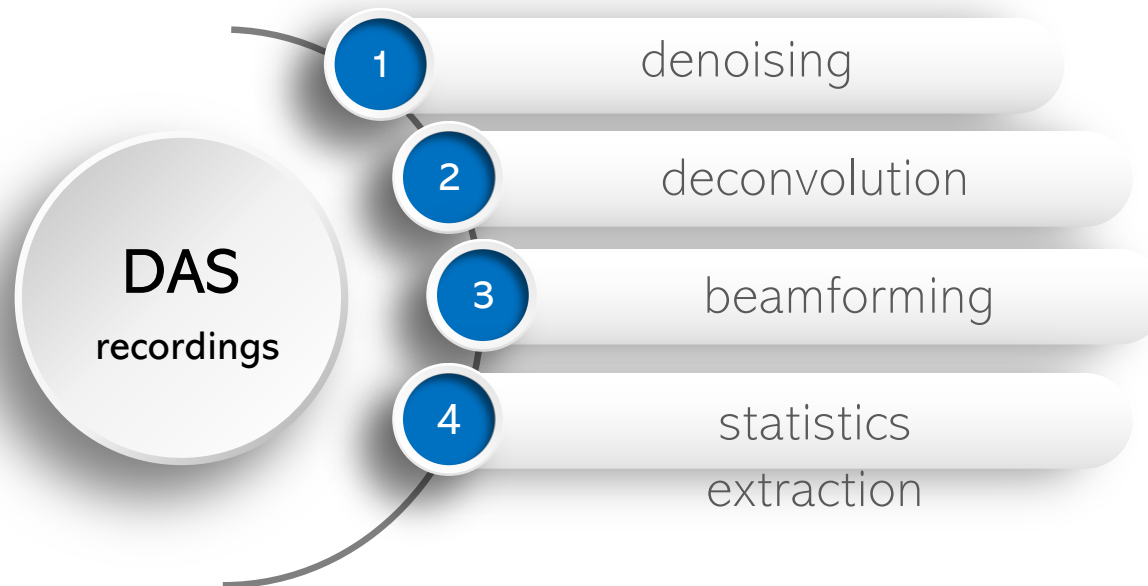 DAS
recordings
1
denoising
2
deconvolution
3
beamforming
4
statistics
extraction